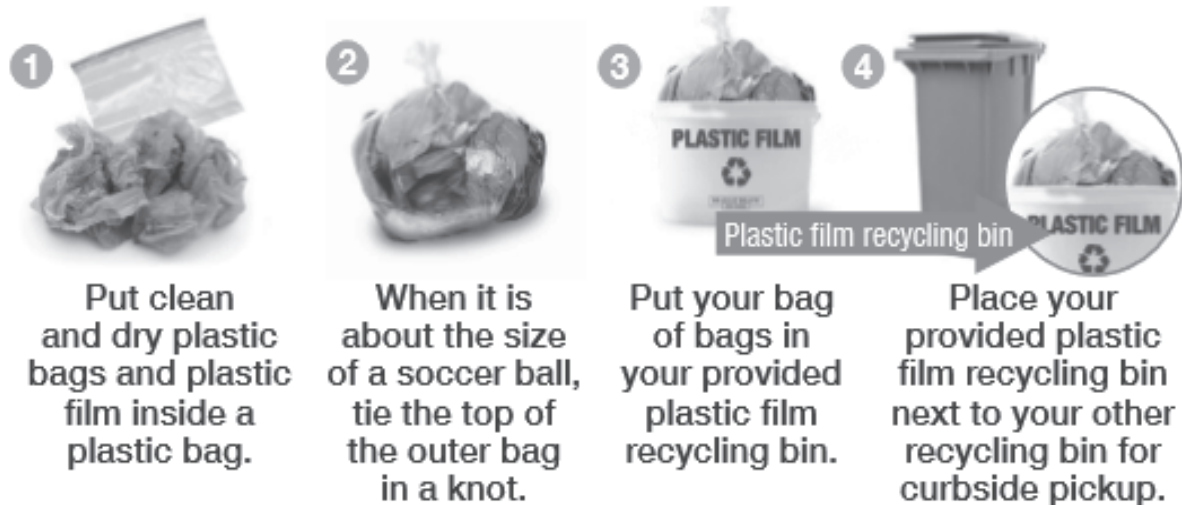 1
2
3
4
PLASTIC FILM
Plastic film recycling bin
PLASTIC FILM
Put clean
and dry plastic
bags and plastic
film inside a
plastic bag.
When it is
about the size
of a soccer ball,
tie the top of
the outer bag
in a knot.
Put your bag
of bags in
your provided
plastic film
recycling bin.
Place your
provided plastic
film recycling bin
next to your other
recycling bin for
curbside pickup.